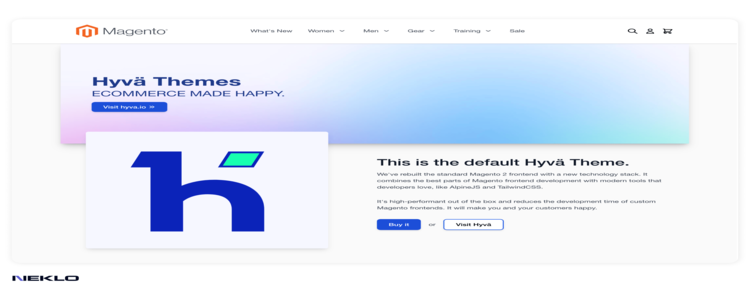 Magento
What's New Women Men Gear Training Sale
Hyvä Themes
ECOMMERCE MADE HAPPY.
Visit hyva.io »
This is the default Hyvä Theme.
We've rebuilt the standard Magento 2 frontend with a new technology stack. It
combines the best parts of Magento frontend development with modern tools that
developers love, like AlpineJS and TailwindCSS.
It's high-performant out of the box and reduces the development time of custom
Magento frontends. It will make you and your customers happy.
Buy it or Visit Hyvä
NEKLO